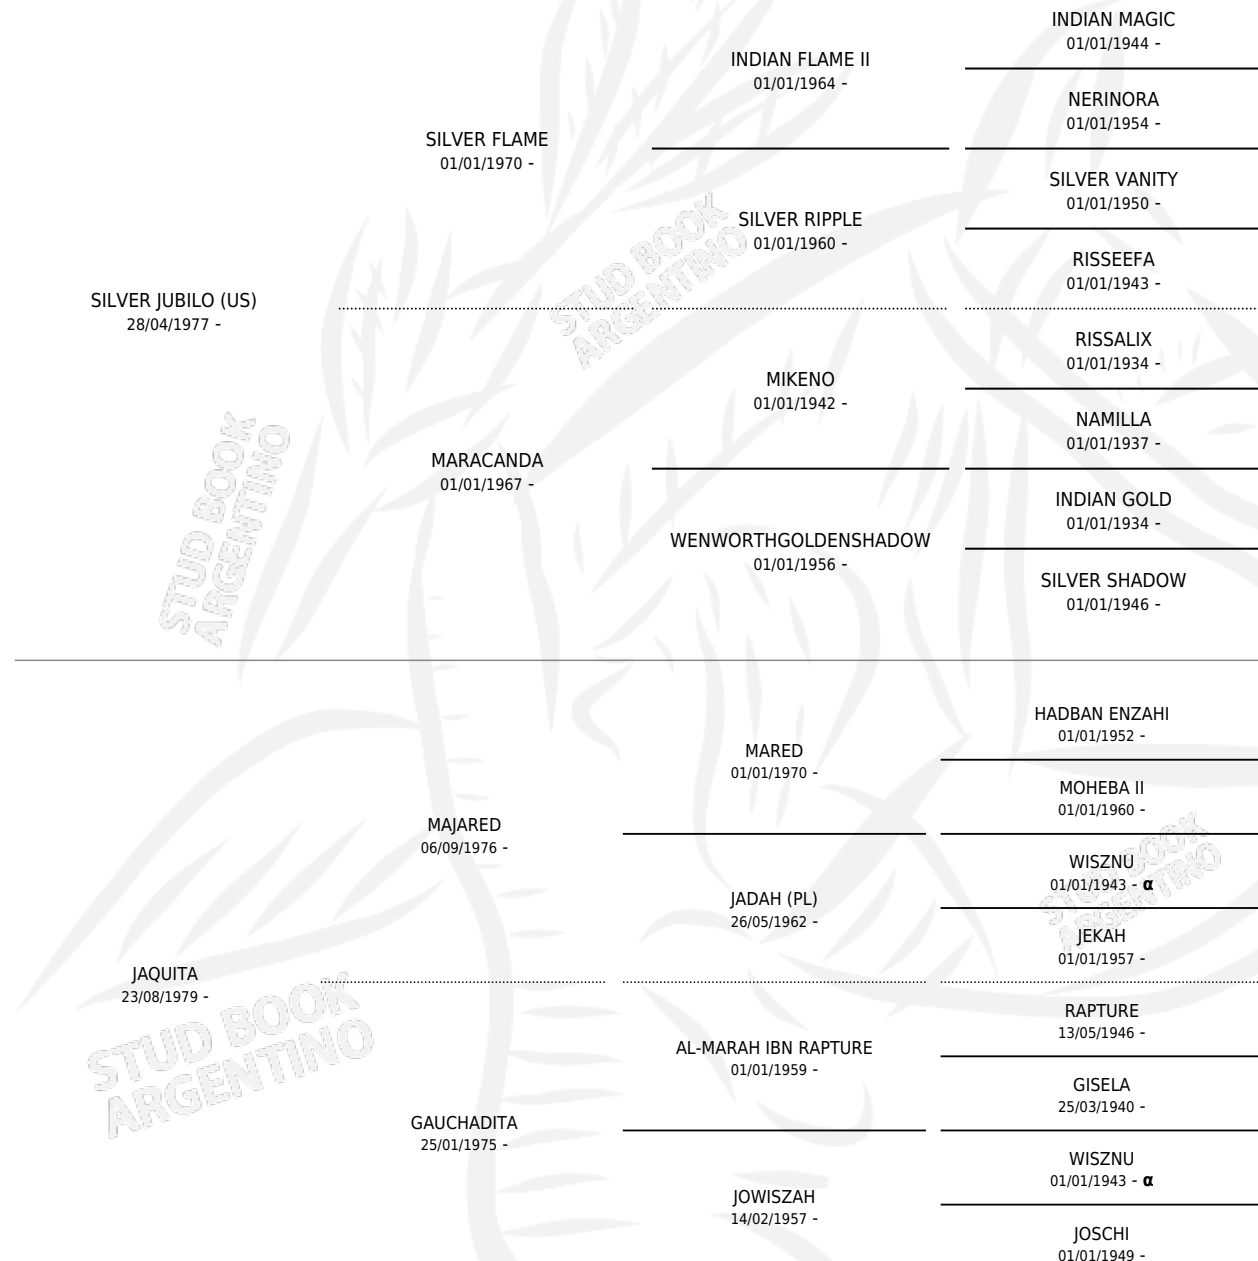 INDIAN MAGIC
01/01/1944 -
INDIAN FLAME II
01/01/1964 -
NERINORA
01/01/1954 -
SILVER FLAME
01/01/1970 -
SILVER VANITY
01/01/1950 -
SILVER RIPPLE
01/01/1960 -
RISSEEFA
01/01/1943 -
SILVER JUBILO (US)
28/04/1977 -
RISSALIX
01/01/1934 -
MIKENO
01/01/1942 -
NAMILLA
01/01/1937 -
MARACANDA
01/01/1967 -
INDIAN GOLD
01/01/1934 -
WENWORTHGOLDENSHADOW
01/01/1956 -
SILVER SHADOW
01/01/1946 -
HADBAN ENZAHI
01/01/1952 -
MARED
01/01/1970 -
MOHEBA II
01/01/1960 -
MAJARED
06/09/1976 -
WISZNU
01/01/1943 - α
JADAH (PL)
26/05/1962 -
JEKAH
01/01/1957 -
JAQUITA
23/08/1979 -
RAPTURE
13/05/1946 -
AL-MARAH IBN RAPTURE
01/01/1959 -
GISELA
25/03/1940 -
GAUCHADITA
25/01/1975 -
WISZNU
01/01/1943 - α
JOWISZAH
14/02/1957 -
JOSCHI
01/01/1949 -
STUD BOOK
ARGENTINO
STUD BOOK
ARGENTINO
STUD BOOK
ARGENTINO
STUD BOOK
ARGENTINO